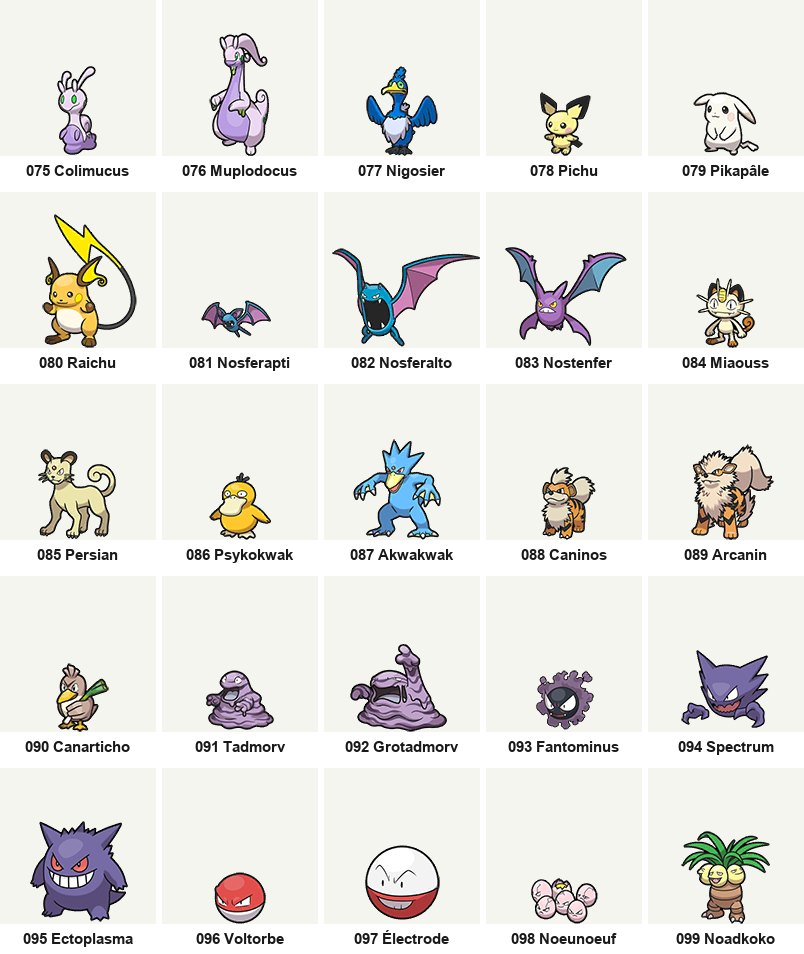 075 Colimucus
076 Muplodocus
077 Nigosier
078 Pichu
079 Pikapâle
080 Raichu
081 Nosferapti
082 Nosferalto
083 Nostenfer
084 Miaouss
085 Persian
086 Psykokwak
087 Akwakwak
088 Caninos
089 Arcanin
090 Canarticho
091 Tadmorv
092 Grotadmorv
093 Fantominus
094 Spectrum
095 Ectoplasma
096 Voltorbe
097 Électrode
098 Noeunoeuf
099 Noadkoko